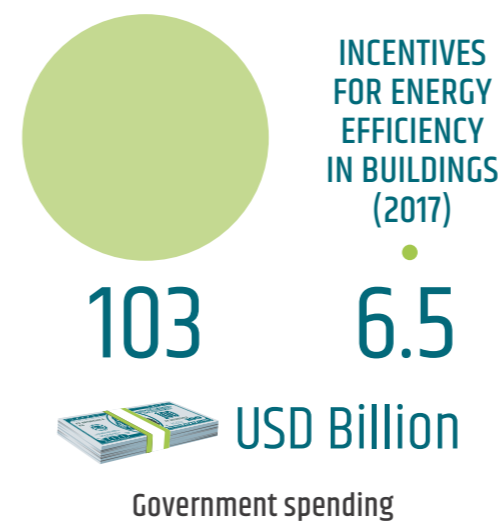 INCENTIVES
FOR ENERGY
EFFICIENCY
IN BUILDINGS
(2017)
103
6.5
USD Billion
Government spending